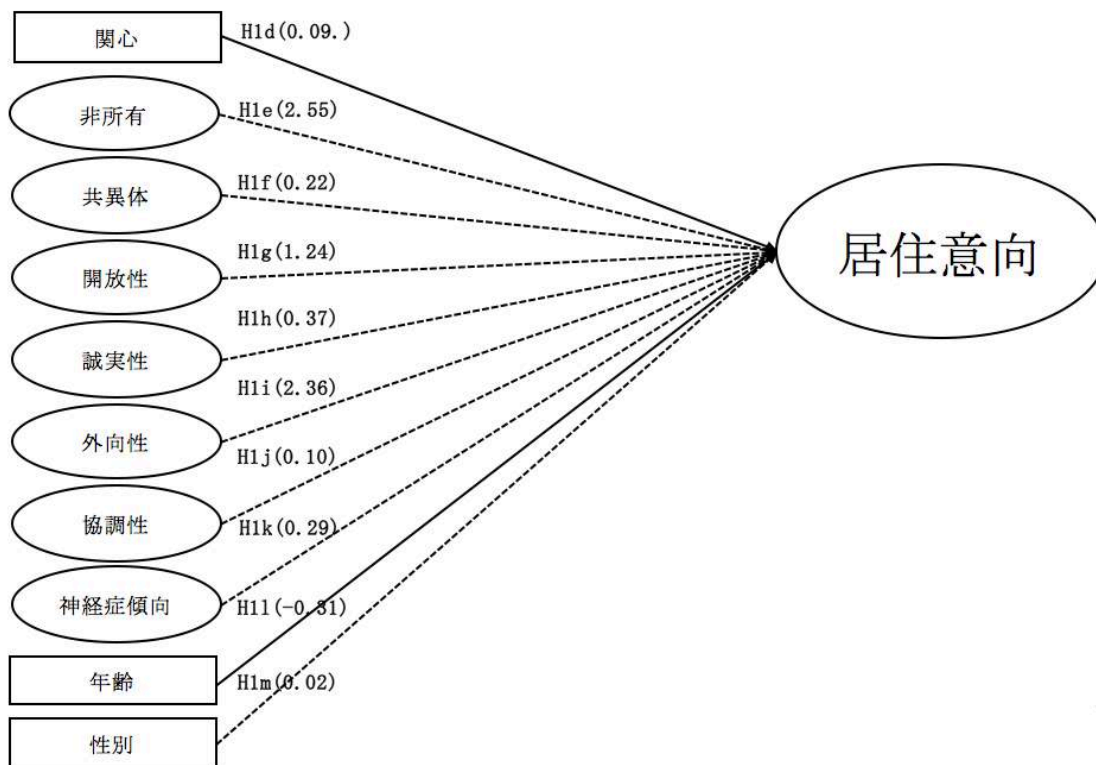 関心
H1d(0.09.)
非所有
H1e(2.55)
共異体
H1f(0.22)
開放性
H1g(1.24)
居住意向
誠実性
H1h(0.37)
外向性
H1i(2.36)
協調性
H1j(0.10)
神経症傾向
H1k(0.29)
年齢
H1l(-0.31)
性別
H1m(0.02)